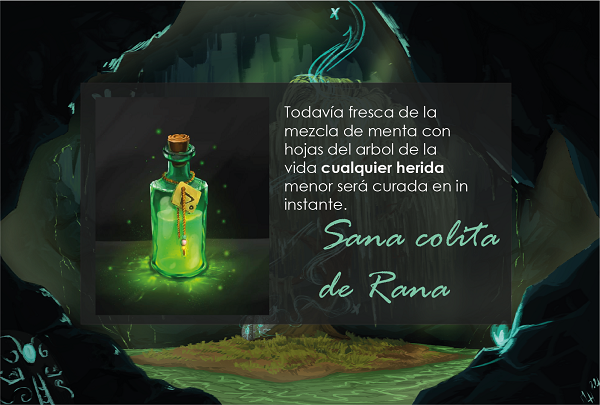 Todavía fresca de la
mezcla de menta con
hojas del arbol de la
vida cualquier herida
menor será curada en in
instante.
Sana colita
de Rana